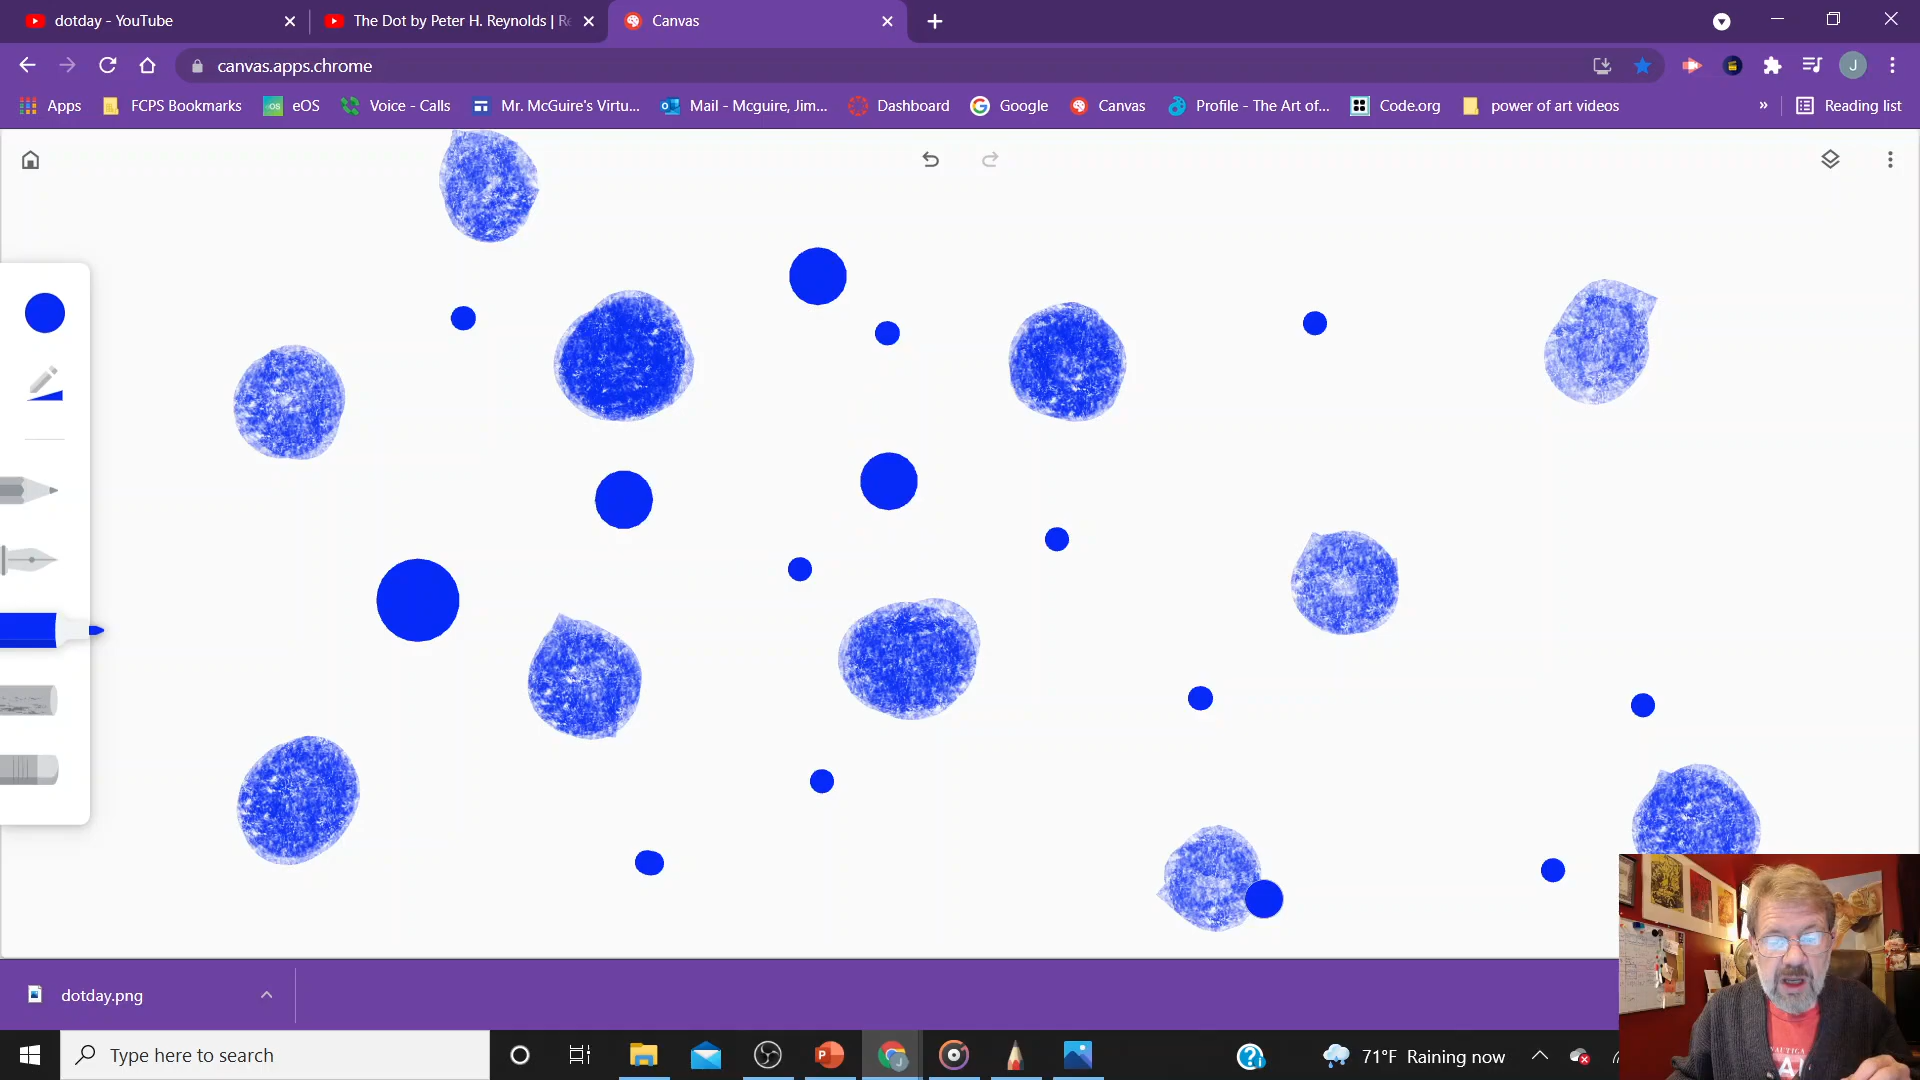 dotday - YouTube
The Dot by Peter H. Reynolds |
Canvas
canvas.apps.chrome
J
Apps
FCPS Bookmarks
eOS
Voice - Calls
Mr. McGuire's Virtu...
Mail - Mcguire, Jim...
Dashboard
Google
Canvas
Profile - The Art of...
Code.org
power of art videos
»
Reading list
dotday.png
Type here to search
71°F Raining now
NAUTICA